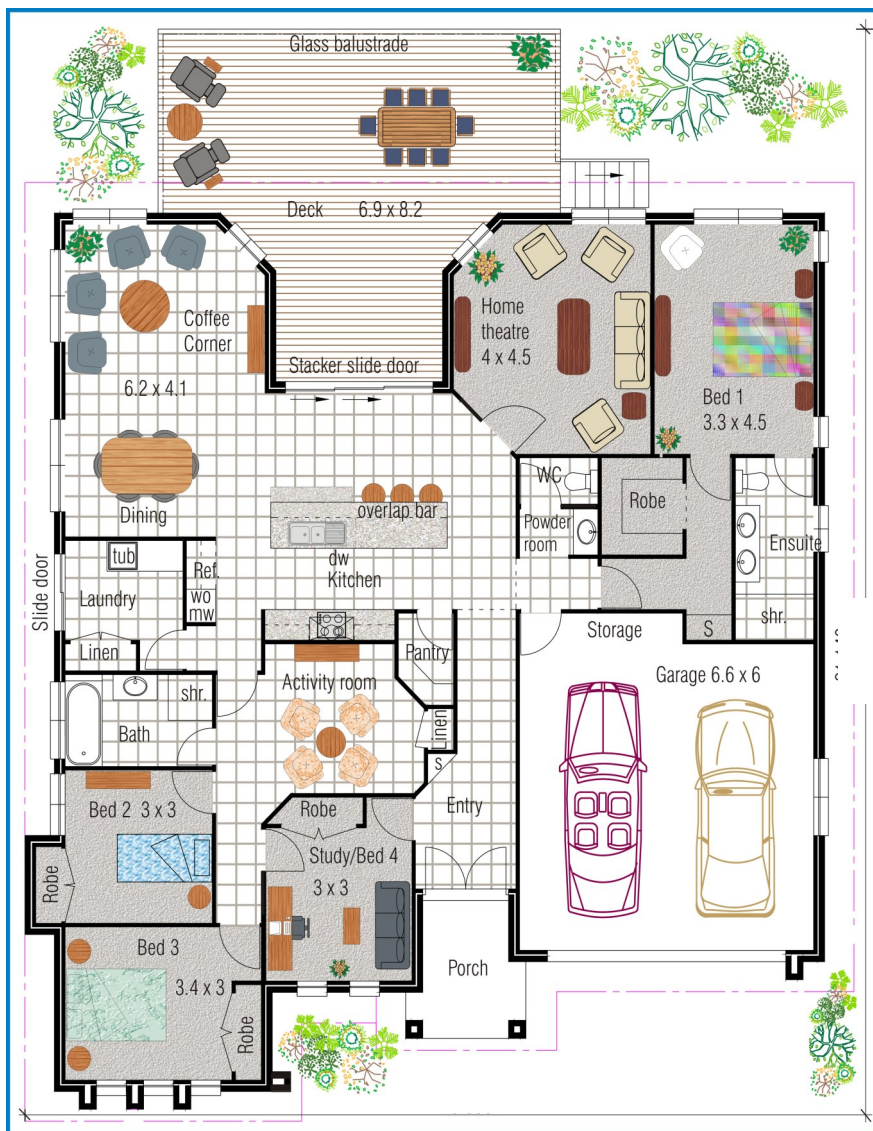 Glass balustrade
Deck 6.9 x 8.2
Coffee
Corner
Stacker slide door
Home
theatre
4 x 4.5
6.2 x 4.1
Bed 1
3.3 x 4.5
Dining
overlap bar
WC
Robe
Powder
room
Ensuite
Slide door
tub
Ref.
wo
mw
dw
Kitchen
Laundry
Linen
Pantry
Storage
S
shr.
Activity room
Garage 6.6 x 6
shr.
Bath
Linen
S
Bed 2 3 x 3
Robe
Entry
Robe
Study/Bed 4
3 x 3
Bed 3
3.4 x 3
Robe
Porch